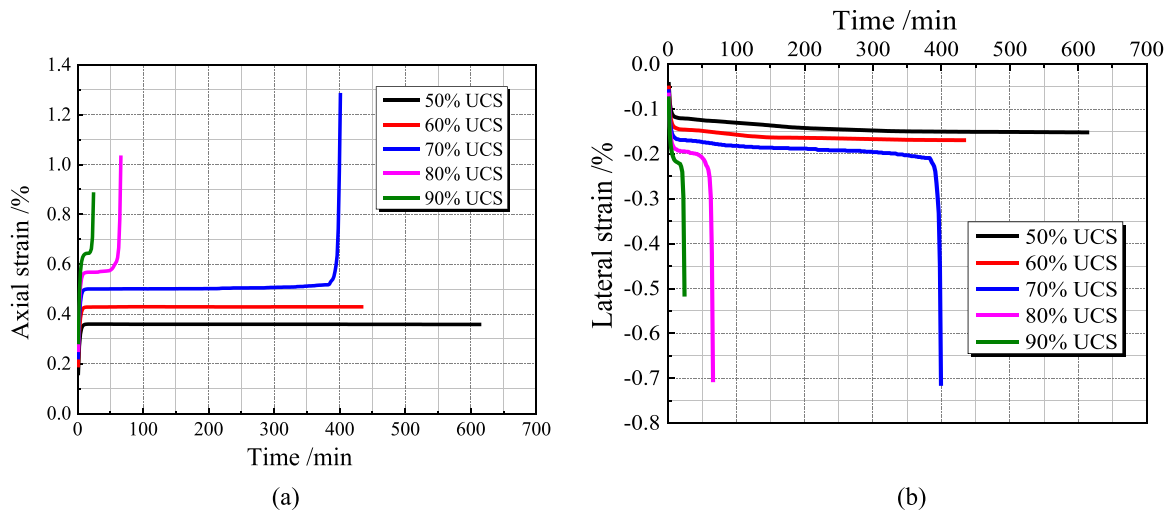 (a)
1.4
1.2
1.0
0.8
0.6
0.4
0.2
0.0
Axial strain /%
50% UCS
60% UCS
70% UCS
80% UCS
90% UCS
0 100 200 300 400 500 600 700
Time /min
(a)
(b)
Time /min
0 100 200 300 400 500 600 700
0.0
-0.1
-0.2
-0.3
-0.4
-0.5
-0.6
-0.7
-0.8
Lateral strain /%
50% UCS
60% UCS
70% UCS
80% UCS
90% UCS
(b)